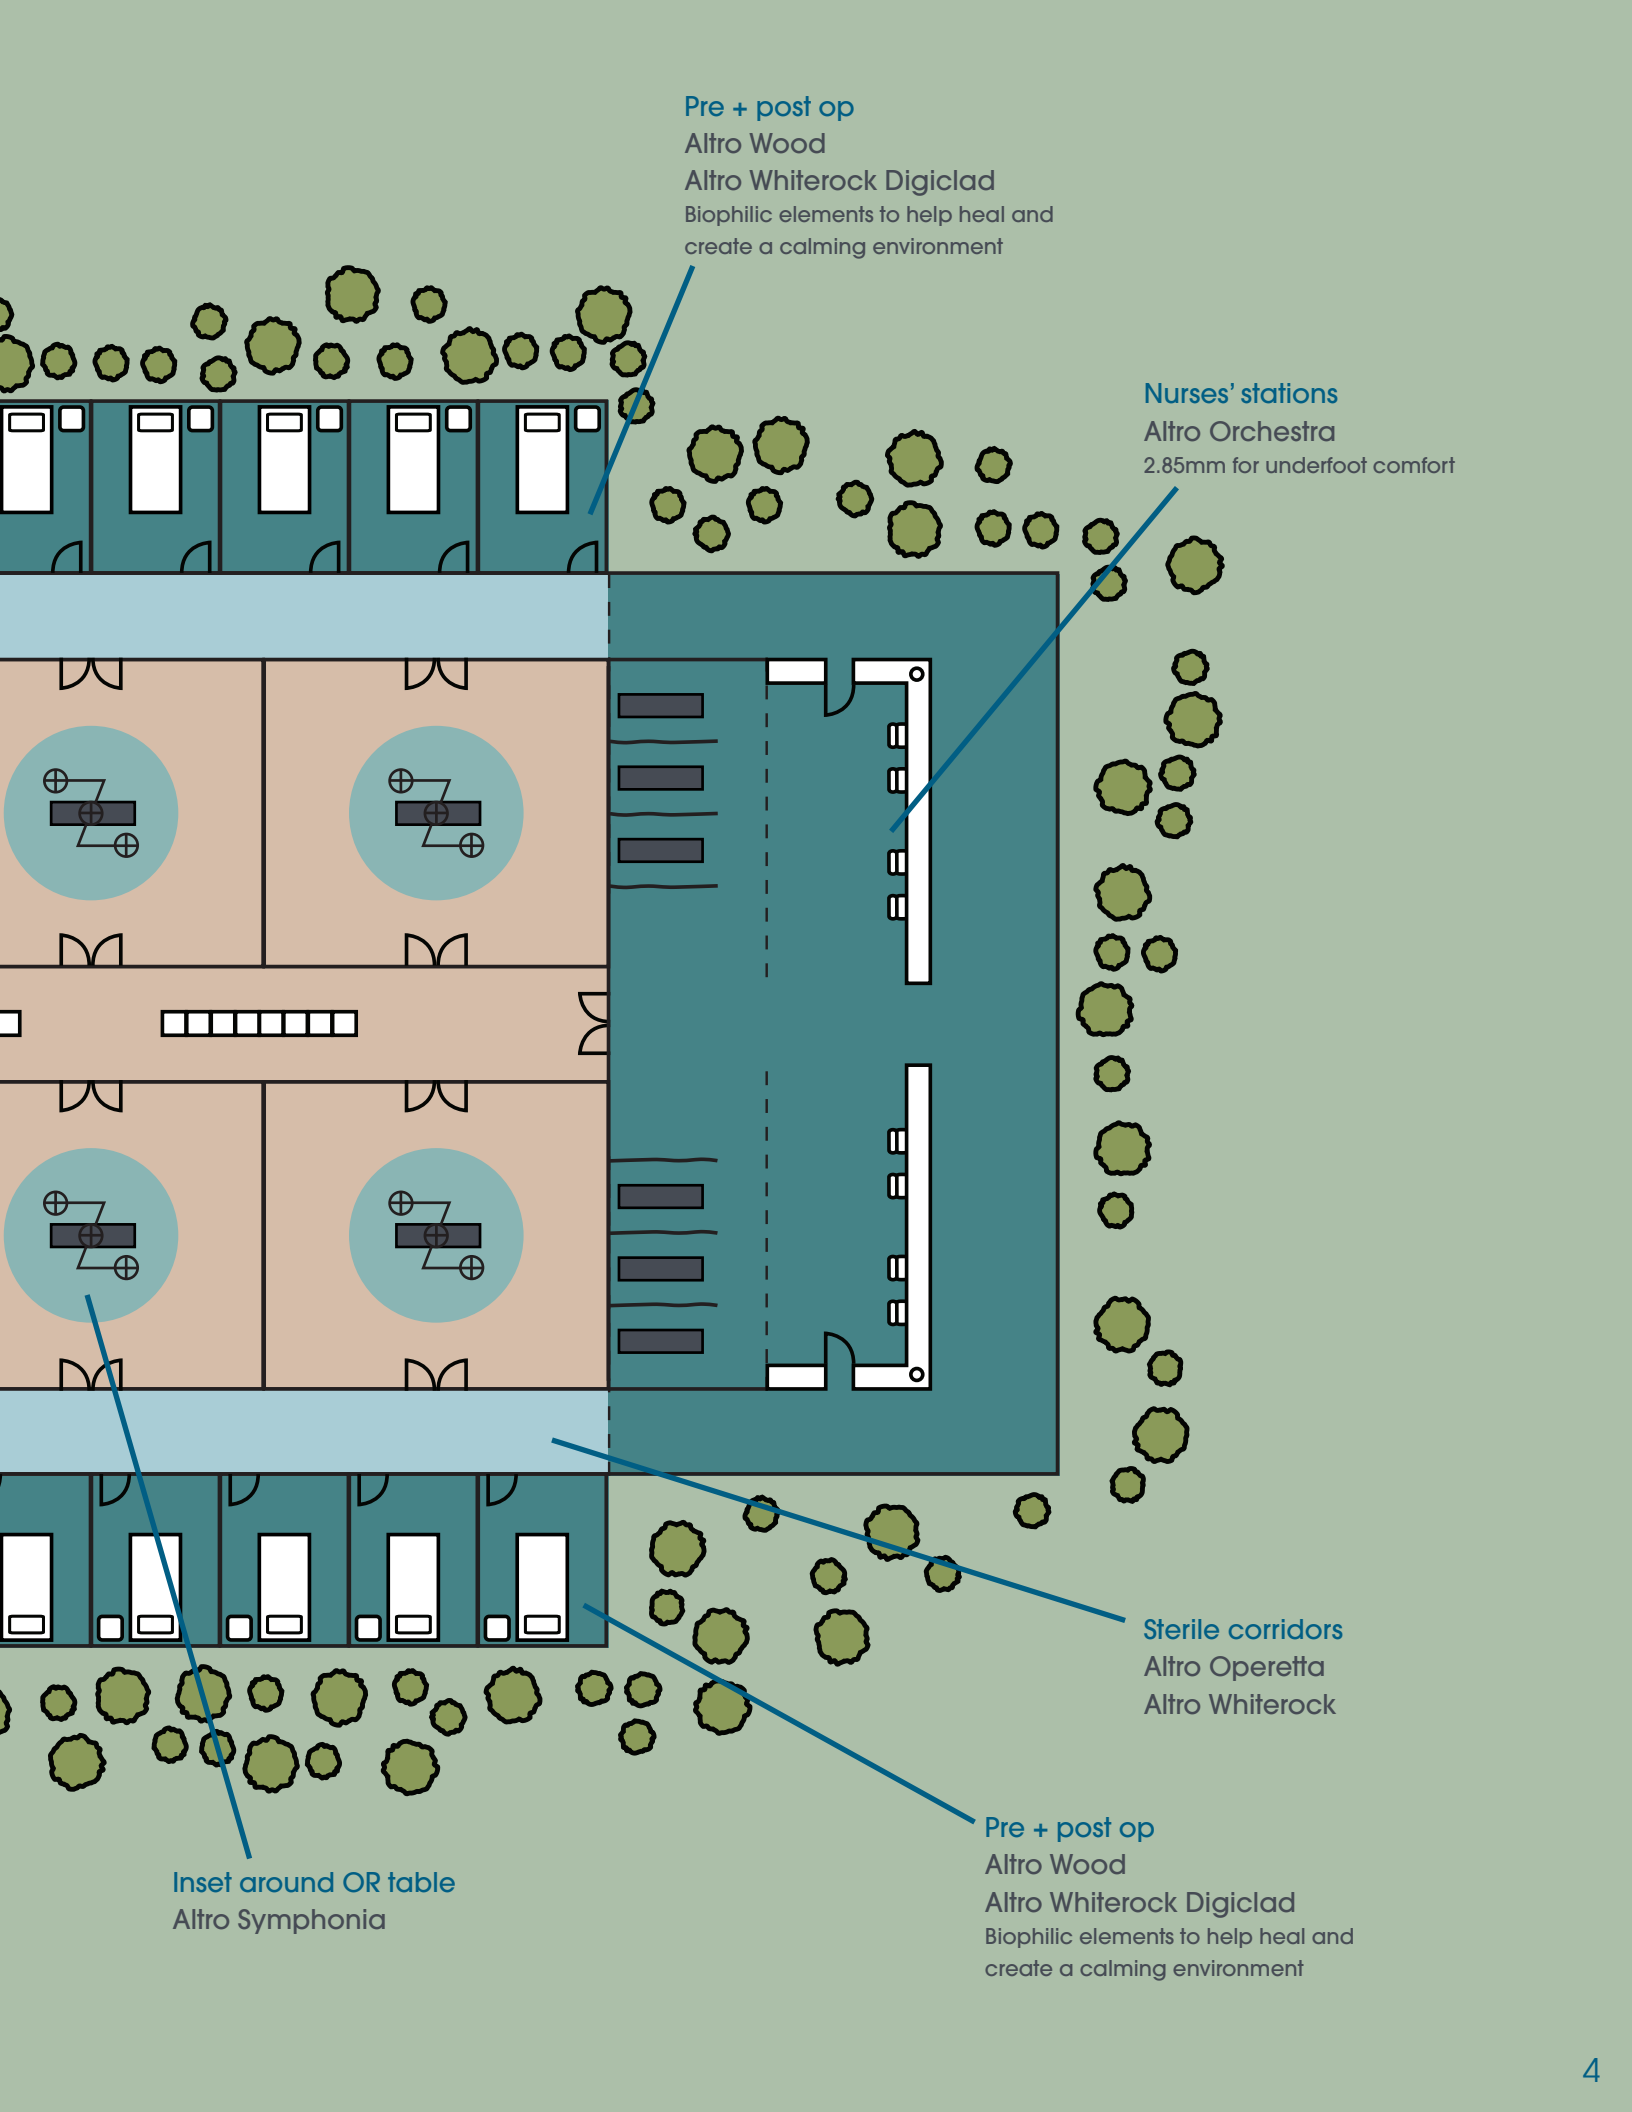 Pre + post op
Altro Wood
Altro Whiterock Digiclad
Biophilic elements to help heal and
create a calming environment
Nurses’ stations
Altro Orchestra
2.85mm for underfoot comfort
Sterile corridors
Altro Operetta
Altro Whiterock
Pre + post op
Altro Wood
Altro Whiterock Digiclad
Biophilic elements to help heal and
create a calming environment
Inset around OR table
Altro Symphonia
4